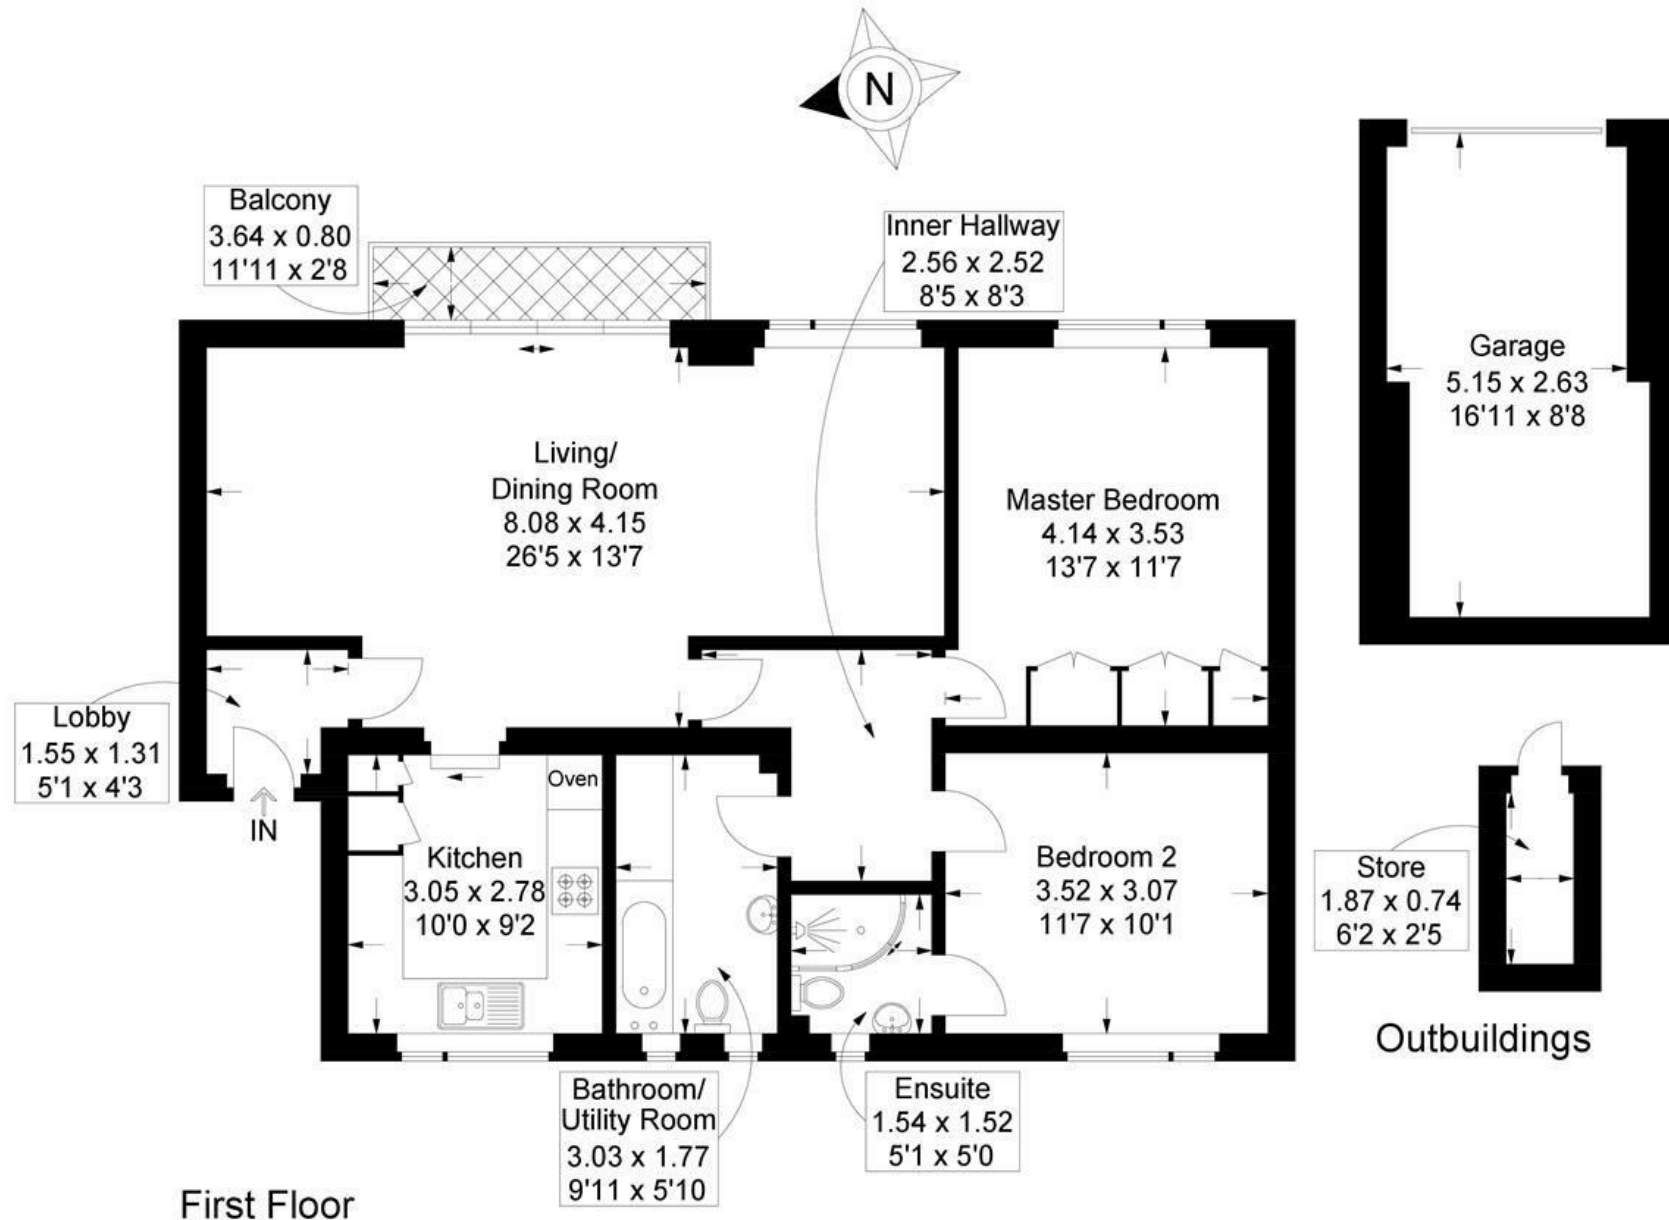 N
Balcony
3.64 x 0.80
11'11 x 2'8
Inner Hallway
2.56 x 2.52
8'5 x 8'3
Garage
5.15 x 2.63
16'11 x 8'8
Living/
Dining Room
8.08 x 4.15
26'5 x 13'7
Master Bedroom
4.14 x 3.53
13'7 x 11'7
Lobby
1.55 x 1.31
5'1 x 4'3
IN
Oven
Kitchen
3.05 x 2.78
10'0 x 9'2
Bedroom 2
3.52 x 3.07
11'7 x 10'1
Store
1.87 x 0.74
6'2 x 2'5
Outbuildings
Bathroom/
Utility Room
3.03 x 1.77
9'11 x 5'10
Ensuite
1.54 x 1.52
5'1 x 5'0
First Floor